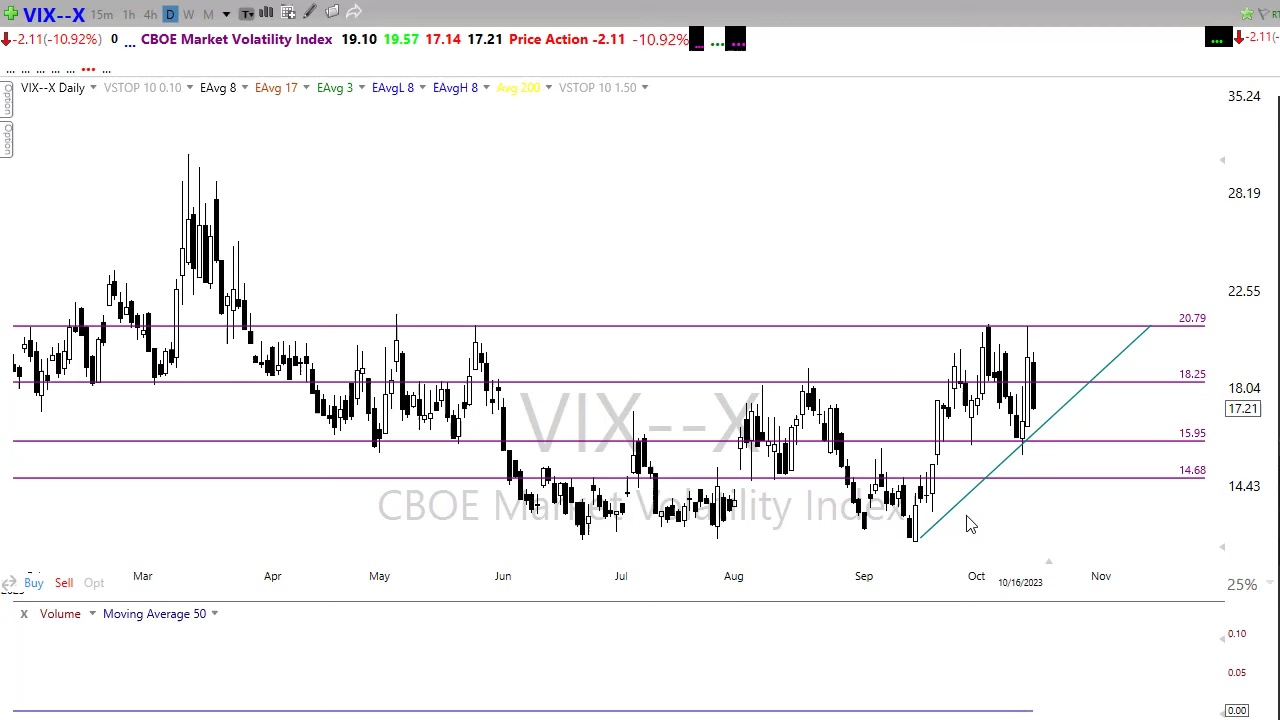 VIX--X 15m 1h 4h D W M
-2.11(-10.92%) 0 ... CBOE Market Volatility Index 19.10 19.57 17.14 17.21 Price Action -2.11 -10.92% ... ... ... ... -2.11(-
... ... ... ... ... ... ...
VIX--X Daily VSTOP 10 0.10 EAvg 8 EAvg 17 EAvg 3 EAvgL 8 EAvgH 8 Avg 200 VSTOP 10 1.50
Option
Option
35.24
28.19
22.55
20.79
18.25
18.04
17.21
15.95
14.68
14.43
VIX--X
CBOE Market Volatility Index
Mar Apr May Jun Jul Aug Sep Oct Nov
10/16/2023
Buy Sell Opt
25%
X Volume Moving Average 50
0.10
0.05
0.00